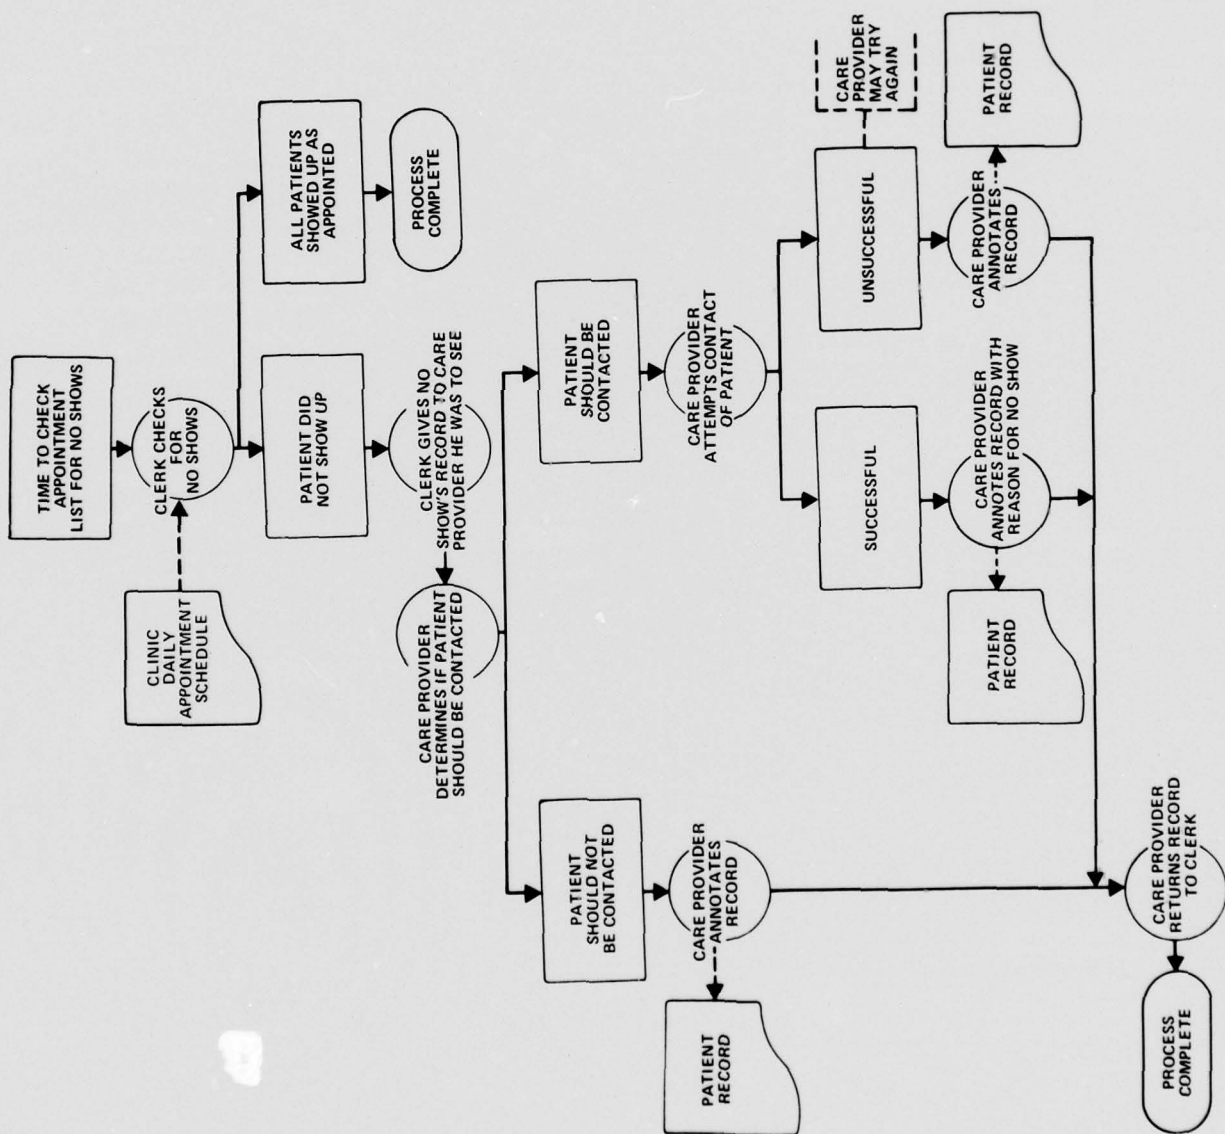 TIME TO CHECK
APPOINTMENT
LIST FOR NO SHOWS
CLINIC
DAILY
APPOINTMENT
SCHEDULE
CLERK CHECKS
FOR
NO SHOWS
PATIENT DID
NOT SHOW UP
ALL PATIENTS
SHOWED UP AS
APPOINTED
PROCESS
COMPLETE
CLERK GIVES NO
SHOW'S RECORD TO CARE
PROVIDER HE WAS TO SEE
CARE PROVIDER
DETERMINES IF PATIENT
SHOULD BE CONTACTED
PATIENT
SHOULD NOT
BE CONTACTED
PATIENT
SHOULD BE
CONTACTED
CARE PROVIDER
ANNOTATES
RECORD
PATIENT
RECORD
CARE PROVIDER
ATTEMPTS CONTACT
OF PATIENT
SUCCESSFUL
UNSUCCESSFUL
CARE
PROVIDER
MAY TRY
AGAIN
CARE PROVIDER
ANNOTES RECORD WITH
REASON FOR NO SHOW
PATIENT
RECORD
CARE PROVIDER
ANNOTATES
RECORD
PATIENT
RECORD
CARE PROVIDER
RETURNS RECORD
TO CLERK
PROCESS
COMPLETE